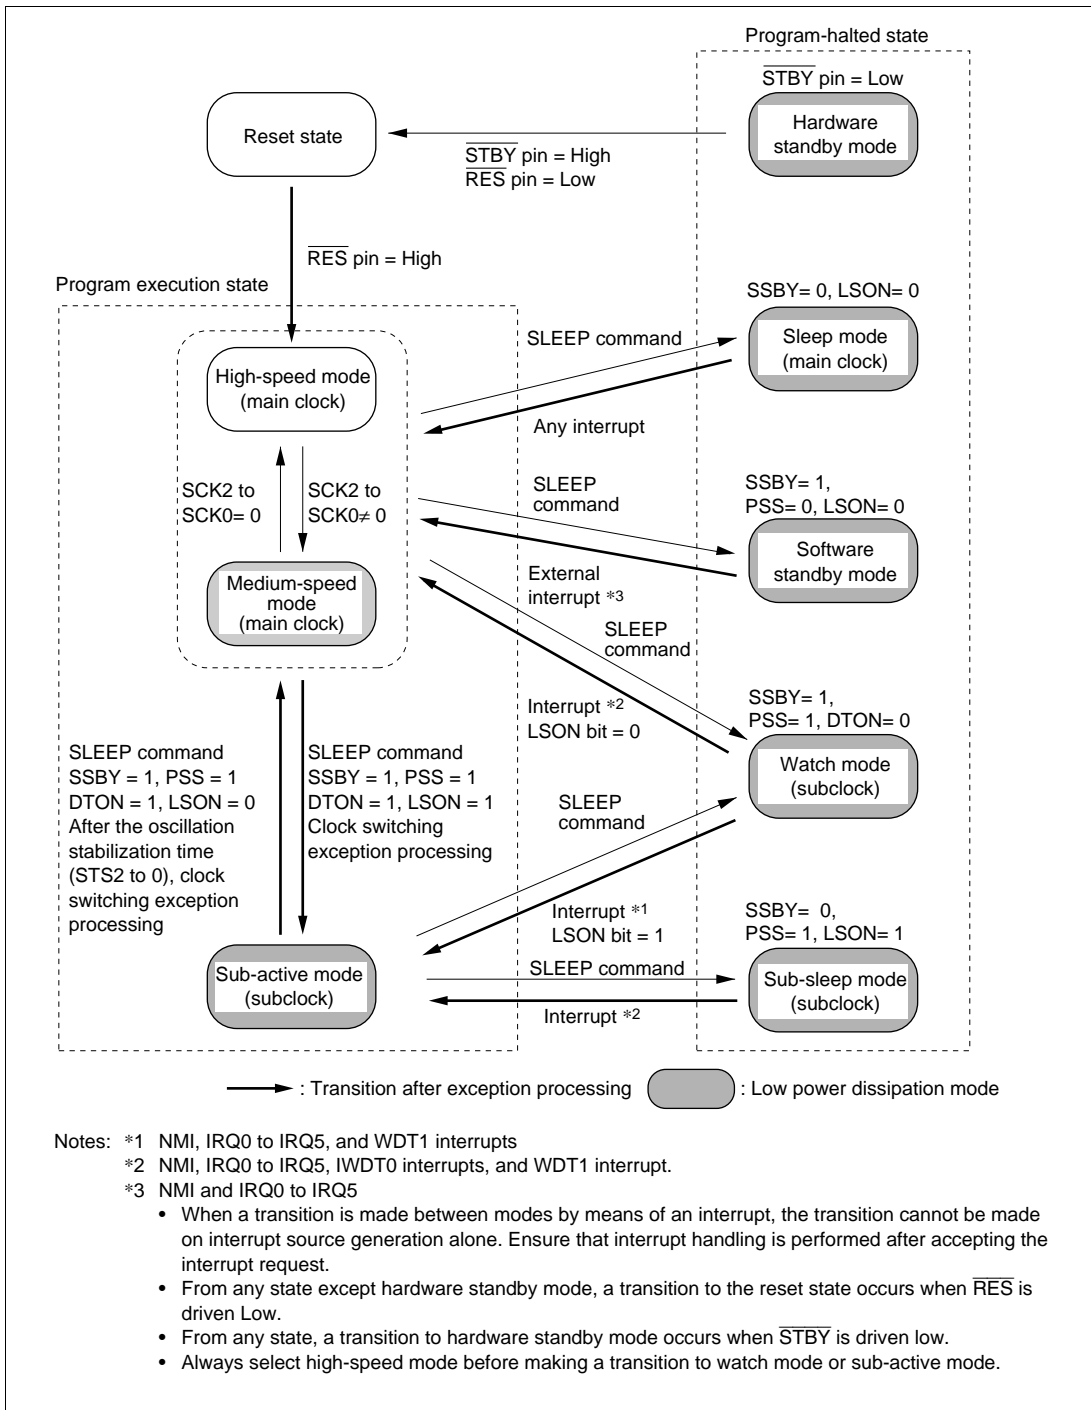 Program-halted state
STBY pin = Low
Hardware
standby mode
Reset state
STBY pin = High
RES pin = Low
RES pin = High
Program execution state
SSBY= 0, LSON= 0
SLEEP command
Sleep mode
(main clock)
High-speed mode
(main clock)
Any interrupt
SCK2 to
SCK0= 0
SCK2 to
SCK0≠ 0
SLEEP
command
SSBY= 1,
PSS= 0, LSON= 0
Software
standby mode
External
interrupt *3
Medium-speed
mode
(main clock)
SLEEP
command
Interrupt *2
LSON bit = 0
SSBY= 1,
PSS= 1, DTON= 0
Watch mode
(subclock)
SLEEP command
SSBY = 1, PSS = 1
DTON = 1, LSON = 0
After the oscillation
stabilization time
(STS2 to 0), clock
switching exception
processing
SLEEP command
SSBY = 1, PSS = 1
DTON = 1, LSON = 1
Clock switching
exception processing
SLEEP
command
Interrupt *1
LSON bit = 1
SSBY= 0,
PSS= 1, LSON= 1
Sub-active mode
(subclock)
SLEEP command
Sub-sleep mode
(subclock)
Interrupt *2
: Transition after exception processing
: Low power dissipation mode
Notes: *1 NMI, IRQ0 to IRQ5, and WDT1 interrupts
*2 NMI, IRQ0 to IRQ5, IWDT0 interrupts, and WDT1 interrupt.
*3 NMI and IRQ0 to IRQ5
• When a transition is made between modes by means of an interrupt, the transition cannot be made
on interrupt source generation alone. Ensure that interrupt handling is performed after accepting the
interrupt request.
• From any state except hardware standby mode, a transition to the reset state occurs when RES is
driven Low.
• From any state, a transition to hardware standby mode occurs when STBY is driven low.
• Always select high-speed mode before making a transition to watch mode or sub-active mode.